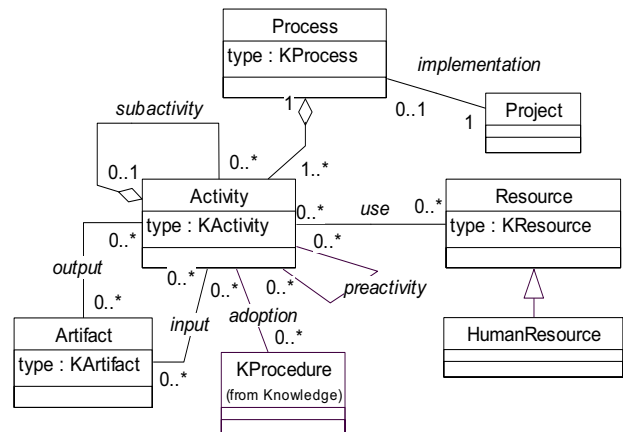 Process
type : KProcess
implementation
subactivity
1
0..1
Project
1
0..1
0..*
1..*
Activity
Resource
type : KActivity
0..*
use
0..*
type : KResource
0..*
0..*
output
0..*
0..*
0..*
preactivity
0..*
input
adoption
HumanResource
Artifact
0..*
type : KArtifact
0..*
KProcedure
(from Knowledge)